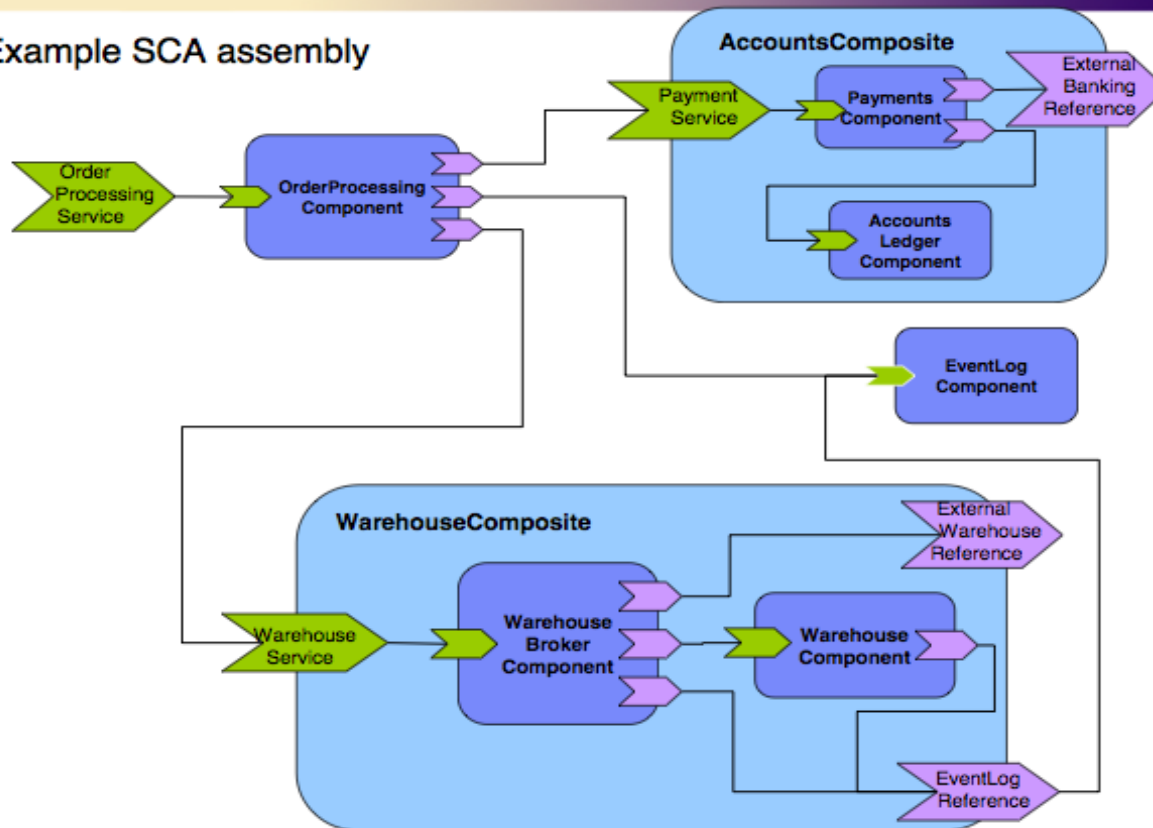 Example SCA assembly
AccountsComposite
External
Banking
Reference
Payment
Service
Payments
Component
Order
Processing
Service
OrderProcessing
Component
Accounts
Ledger
Component
EventLog
Component
WarehouseComposite
External
Warehouse
Reference
Warehouse
Service
Warehouse
Broker
Component
Warehouse
Component
EventLog
Reference